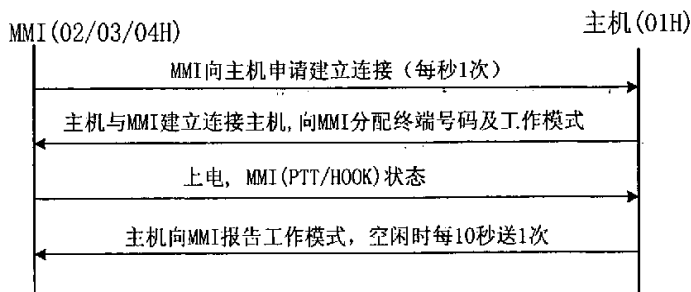 MMI(02/03/04H)
主机(01H)
MMI向主机申请建立连接（每秒1次）
主机与MMI建立连接主机,向MMI分配终端号码及工作模式
上电, MMI(PTT/HOOK)状态
主机向MMI报告工作模式，空闲时每10秒送1次